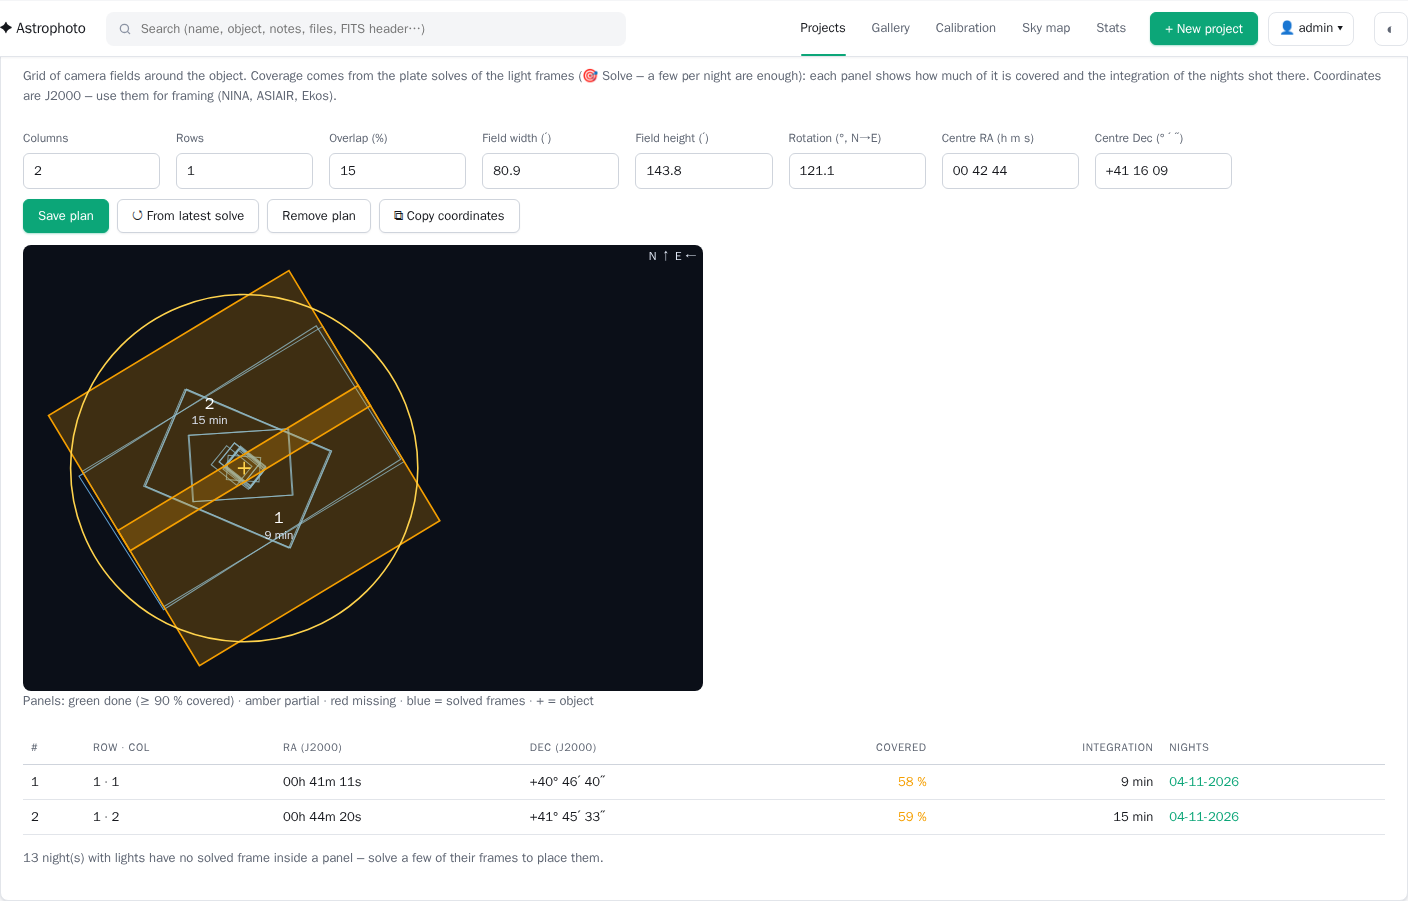 Astrophoto
Search (name, object, notes, files, FITS header⋯)
Projects
Gallery
Calibration
Sky map
Stats
+ New project
admin ▾
Grid of camera fields around the object. Coverage comes from the plate solves of the light frames (🎯 Solve – a few per night are enough): each panel shows how much of it is covered and the integration of the nights shot there. Coordinates
are J2000 – use them for framing (NINA, ASIAIR, Ekos).
Columns
Rows
Overlap (%)
Field width (′)
Field height (′)
Rotation (°, N→E)
Centre RA (h m s)
Centre Dec (° ′ ″)
2
1
15
80.9
143.8
121.1
00 42 44
+41 16 09
Save plan
From latest solve
Remove plan
Copy coordinates
N ↑ E ←
2
15 min
1
9 min
Panels: green done (≥ 90 % covered) · amber partial · red missing · blue = solved frames · + = object
# ROW · COL RA (J2000) DEC (J2000) COVERED INTEGRATION NIGHTS
1 1 · 1 00h 41m 11s +40° 46′ 40″ 58 % 9 min 04-11-2026
2 1 · 2 00h 44m 20s +41° 45′ 33″ 59 % 15 min 04-11-2026
13 night(s) with lights have no solved frame inside a panel – solve a few of their frames to place them.